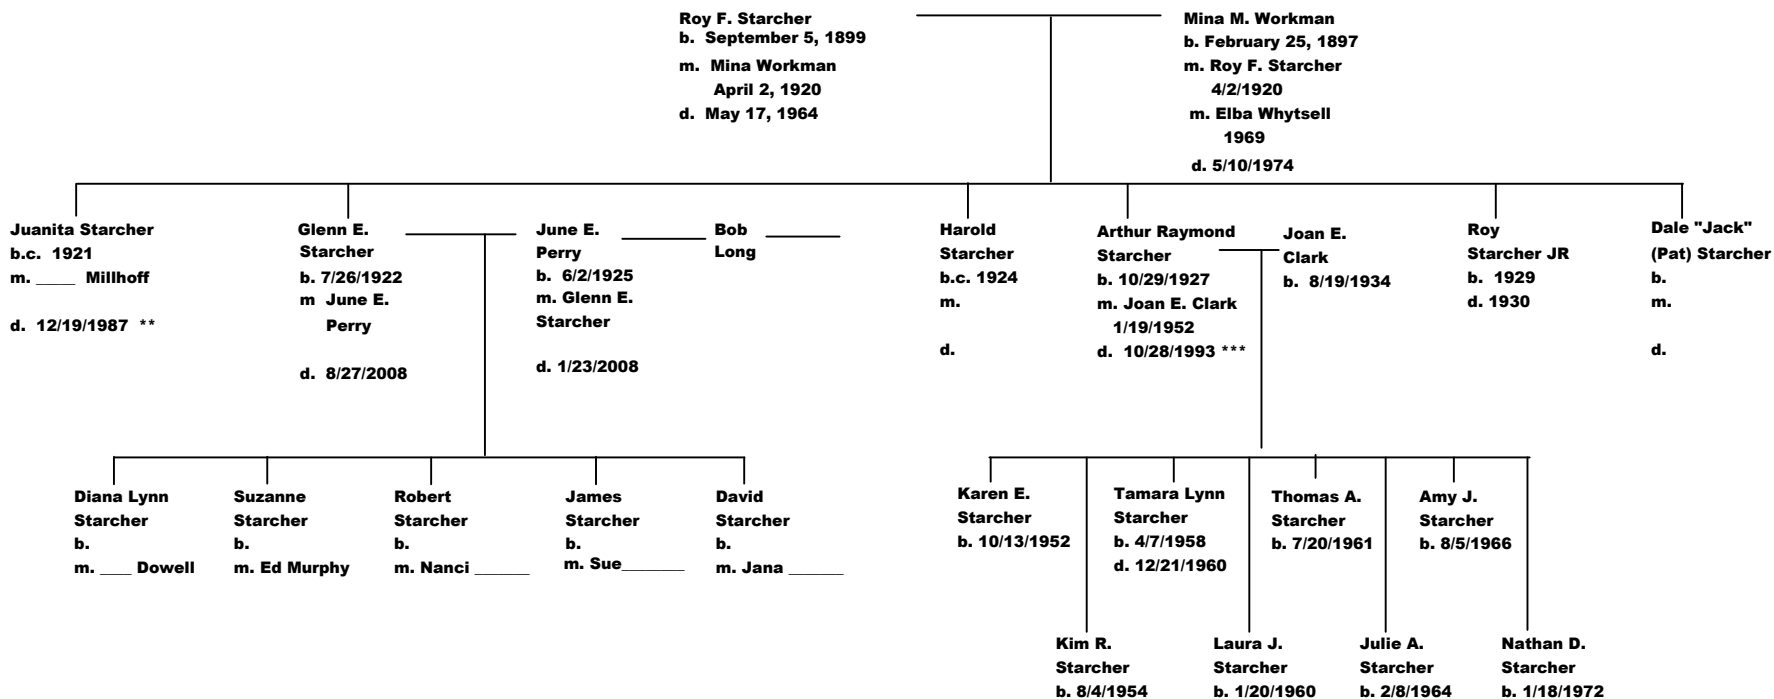 Roy F. Starcher
b.  September 5, 1899
m.  Mina Workman
April 2, 1920
d.  May 17, 1964
Mina M. Workman
b. February 25, 1897
m. Roy F. Starcher
4/2/1920
m. Elba Whytsell
1969
d. 5/10/1974
Juanita Starcher
b.c.  1921
m. _____  Millhoff
d.  12/19/1987  **
Glenn E.
Starcher
b. 7/26/1922
m  June E.
Perry
d.  8/27/2008
June E.
Perry
b.  6/2/1925
m. Glenn E.
Starcher
d. 1/23/2008
Bob
Long
Harold
Starcher
b.c. 1924
m.
d.
Arthur Raymond
Starcher
b. 10/29/1927
m. Joan E. Clark
1/19/1952
d.  10/28/1993 ***
Joan E.
Clark
b.  8/19/1934
Roy
Starcher JR
b.  1929
d. 1930
Dale "Jack"
(Pat) Starcher
b.
m.
d.
Diana Lynn
Starcher
b.
m. ____ Dowell
Suzanne
Starcher
b.
m. Ed Murphy
Robert
Starcher
b.
m. Nanci _______
James
Starcher
b.
m. Sue________
David
Starcher
b.
m. Jana _______
Karen E.
Starcher
b. 10/13/1952
Tamara Lynn
Starcher
b. 4/7/1958
d. 12/21/1960
Thomas A.
Starcher
b. 7/20/1961
Amy J.
Starcher
b. 8/5/1966
Kim R.
Starcher
b. 8/4/1954
Laura J.
Starcher
b. 1/20/1960
Julie A.
Starcher
b. 2/8/1964
Nathan D.
Starcher
b. 1/18/1972